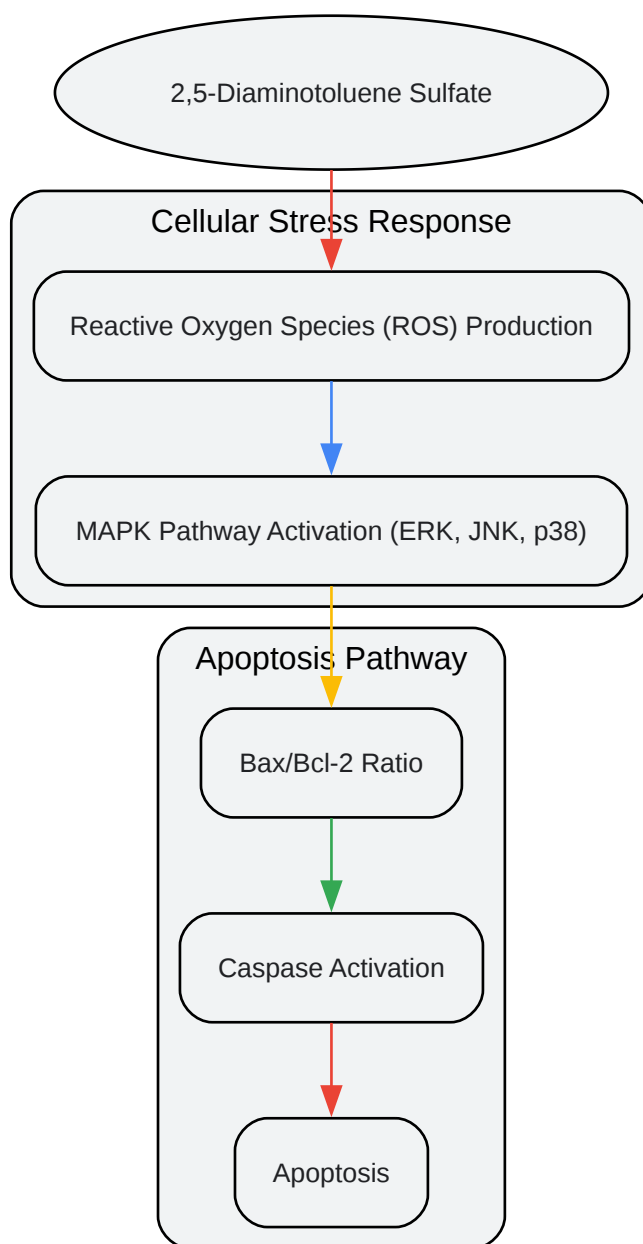 2,5-Diaminotoluene Sulfate
Cellular Stress Response
Reactive Oxygen Species (ROS) Production
MAPK Pathway Activation (ERK, JNK, p38)
Apoptosis Pathway
Bax/Bcl-2 Ratio
Caspase Activation
Apoptosis